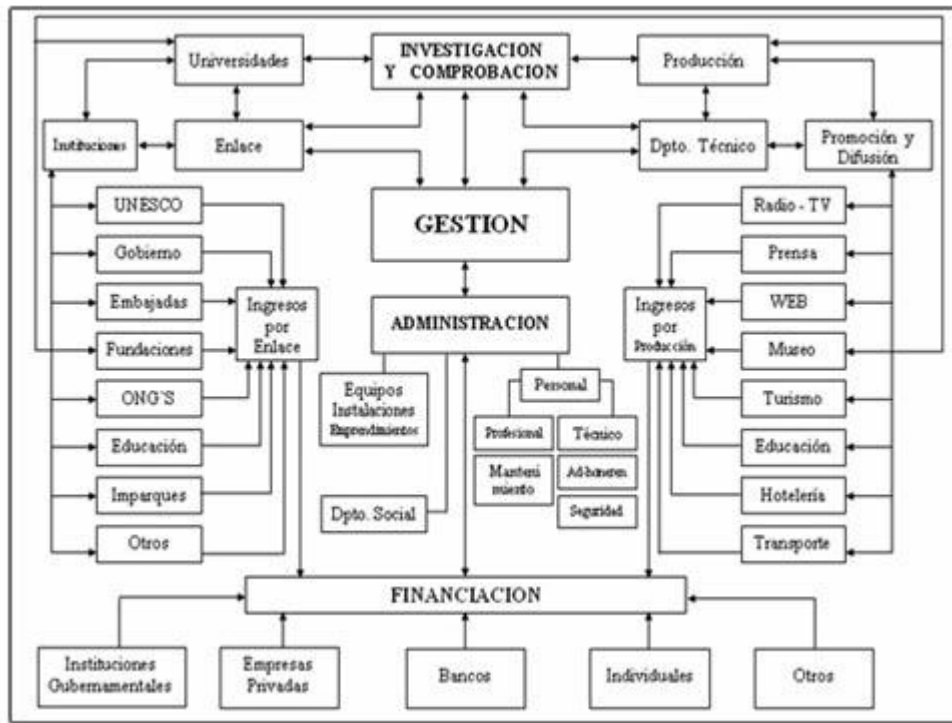 Universidades
INVESTIGACION
Y COMPROBACION
Producción
Instituciones
Enlace
Dpto. Técnico
Promoción y
Difusión
GESTION
UNESCO
Gobierno
Embajadas
Fundaciones
ONG'S
Educación
Imparques
Otros
Ingresos
por
Enlace
ADMINISTRACION
Equipos
Instalaciones
Emprendimientos
Dpto. Social
Personal
Profesional
Técnico
Manteni
miento
Ad-honoren
Seguridad
Ingresos
por
Producción
Radio - TV
Prensa
WEB
Museo
Turismo
Educación
Hotelería
Transporte
FINANCIACION
Instituciones
Gubernamentales
Empresas
Privadas
Bancos
Individuales
Otros